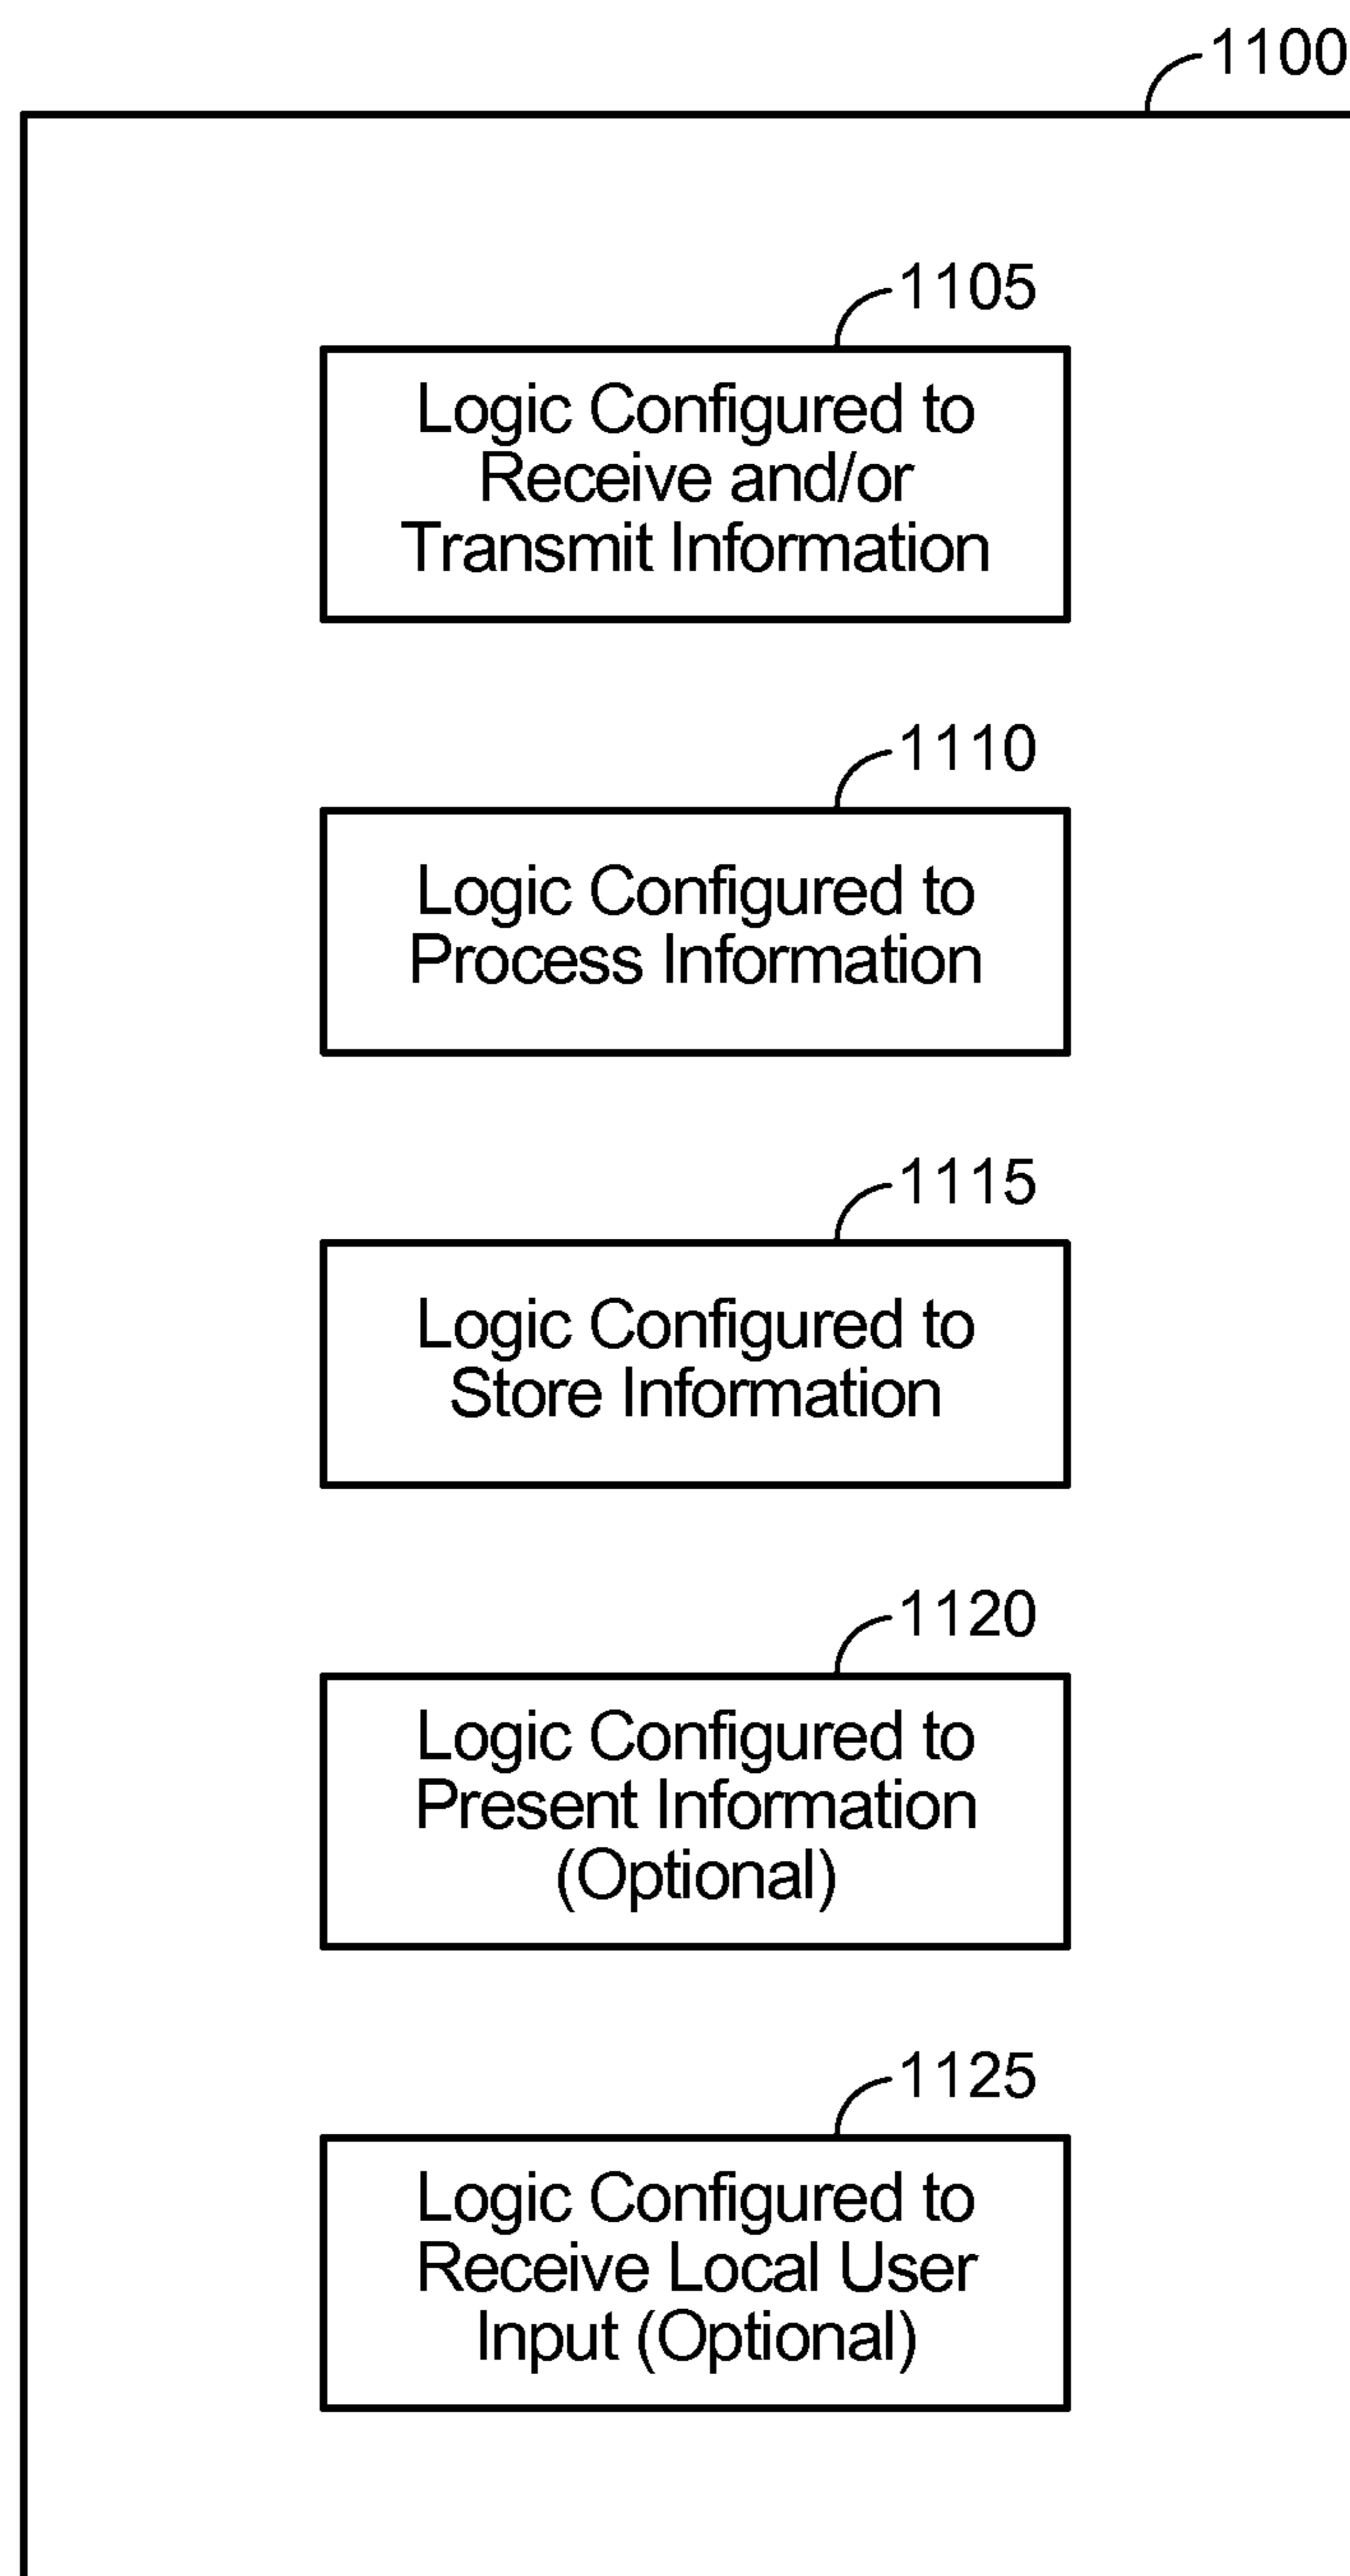 1100
1105
Logic Configured to
Receive and/or
Transmit Information
1110
Logic Configured to
Process Information
1115
Logic Configured to
Store Information
1120
Logic Configured to
Present Information
(Optional)
1125
Logic Configured to
Receive Local User
Input (Optional)